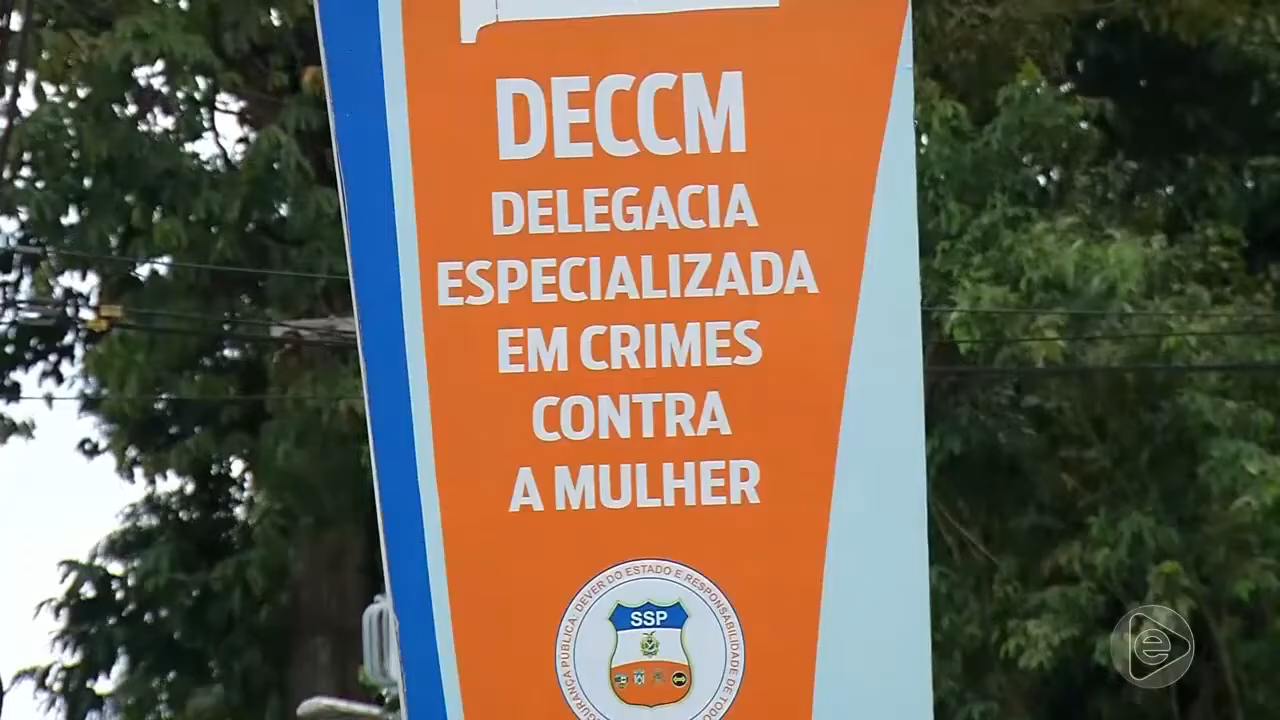 DECCM
DELEGACIA
ESPECIALIZADA
EM CRIMES
CONTRA
A MULHER
SEGURANÇA PÚBLICA: DEVER DO ESTADO E RESPONSABILIDADE DE TODOS
SSP
e